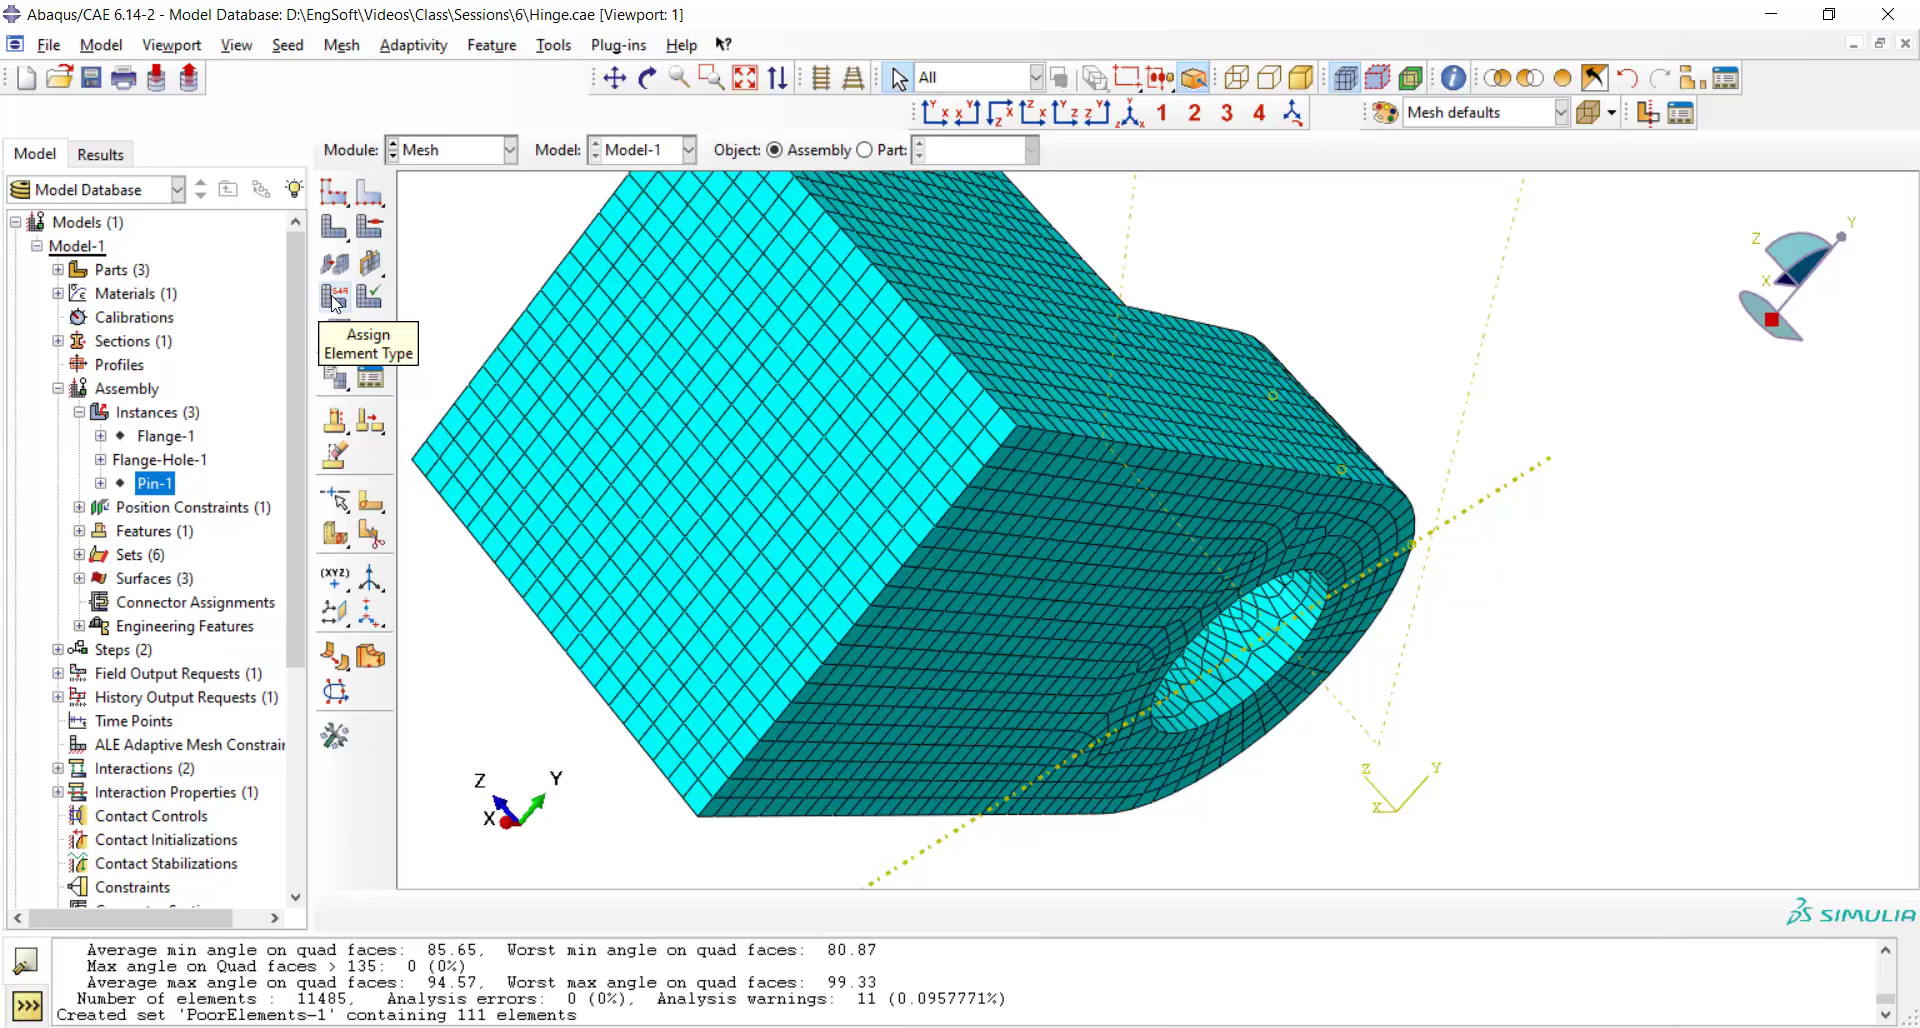 Abaqus/CAE 6.14-2 - Model Database: D:\EngSoft\Videos\Class\Sessions\6\Hinge.cae [Viewport: 1]
File Model Viewport View Seed Mesh Adaptivity Feature Tools Plug-ins Help
All
1 2 3 4
Mesh defaults
Model Results
Module: Mesh Model: Model-1 Object: Assembly Part:
Model Database
Models (1)
Model-1
Parts (3)
Materials (1)
Calibrations
Sections (1)
Profiles
Assembly
Instances (3)
Flange-1
Flange-Hole-1
Pin-1
Position Constraints (1)
Features (1)
Sets (6)
Surfaces (3)
Connector Assignments
Engineering Features
Steps (2)
Field Output Requests (1)
History Output Requests (1)
Time Points
ALE Adaptive Mesh Constrai
Interactions (2)
Interaction Properties (1)
Contact Controls
Contact Initializations
Contact Stabilizations
Constraints
Assign
Element Type
(XYZ)
Y
Z
X
Z
Y
X
Z
Y
X
SIMULIA
Average min angle on quad faces: 85.65, Worst min angle on quad faces: 80.87
Max angle on Quad faces > 135: 0 (0%)
Average max angle on quad faces: 94.57, Worst max angle on quad faces: 99.33
Number of elements : 11485, Analysis errors: 0 (0%), Analysis warnings: 11 (0.0957771%)
Created set 'PoorElements-1' containing 111 elements